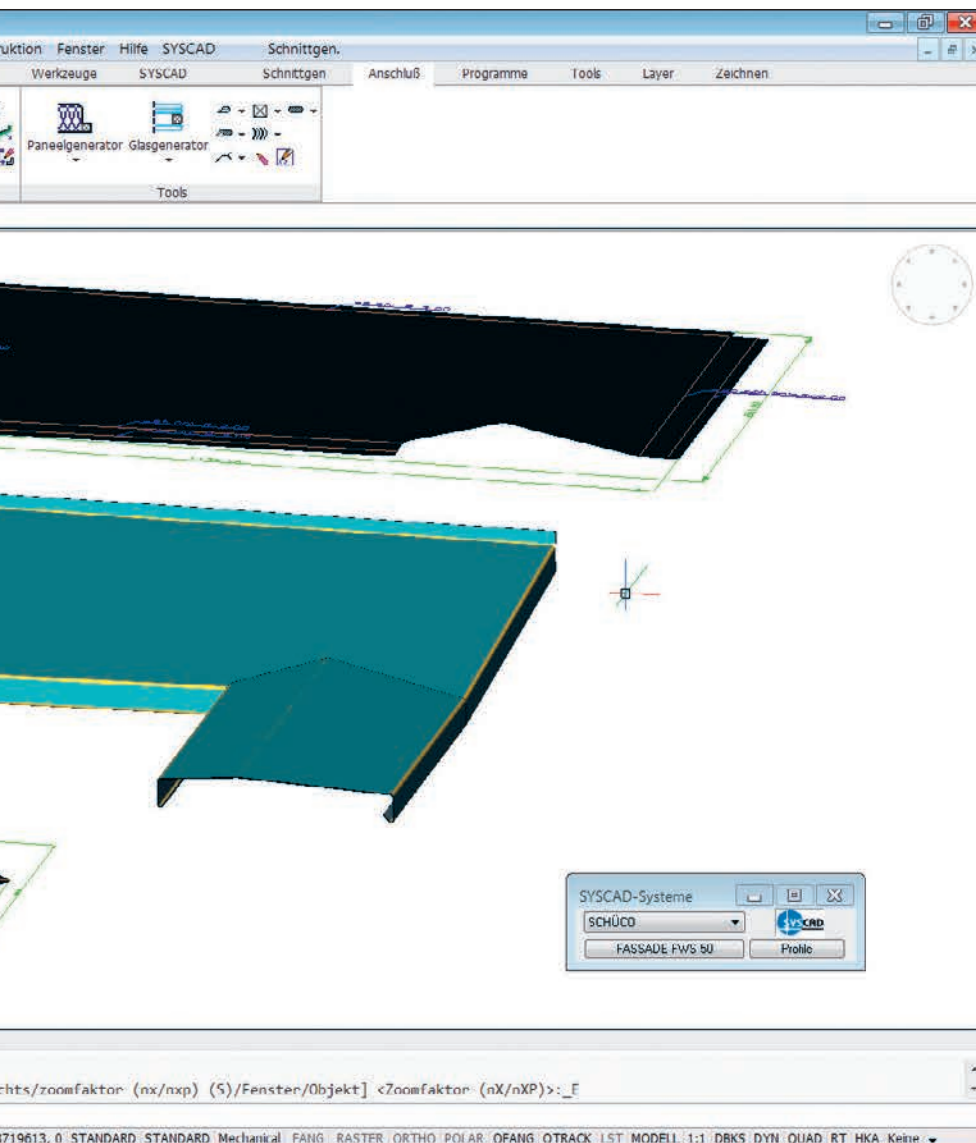 uktion Fenster Hilfe SYSCAD Schnittgen.
Werkzeuge SYSCAD Schnittgen Anschluß Programme Tools Layer Zeichnen
Paneelgenerator Glasgenerator
Tools
SYSCAD-Systeme
SCHÜCO
SYSCAD
FASSADE FWS 50 Profile
chts/zoomfaktor (nx/nxp) (S)/Fenster/Objekt] <Zoomfaktor (nX/nXP)>:_E
8719613,0 STANDARD STANDARD Mechanical FANG RASTER ORTHO POLAR OFANG OTRACK LST MODELL 1:1 DBKS DYN QUAD RT HKA Keine